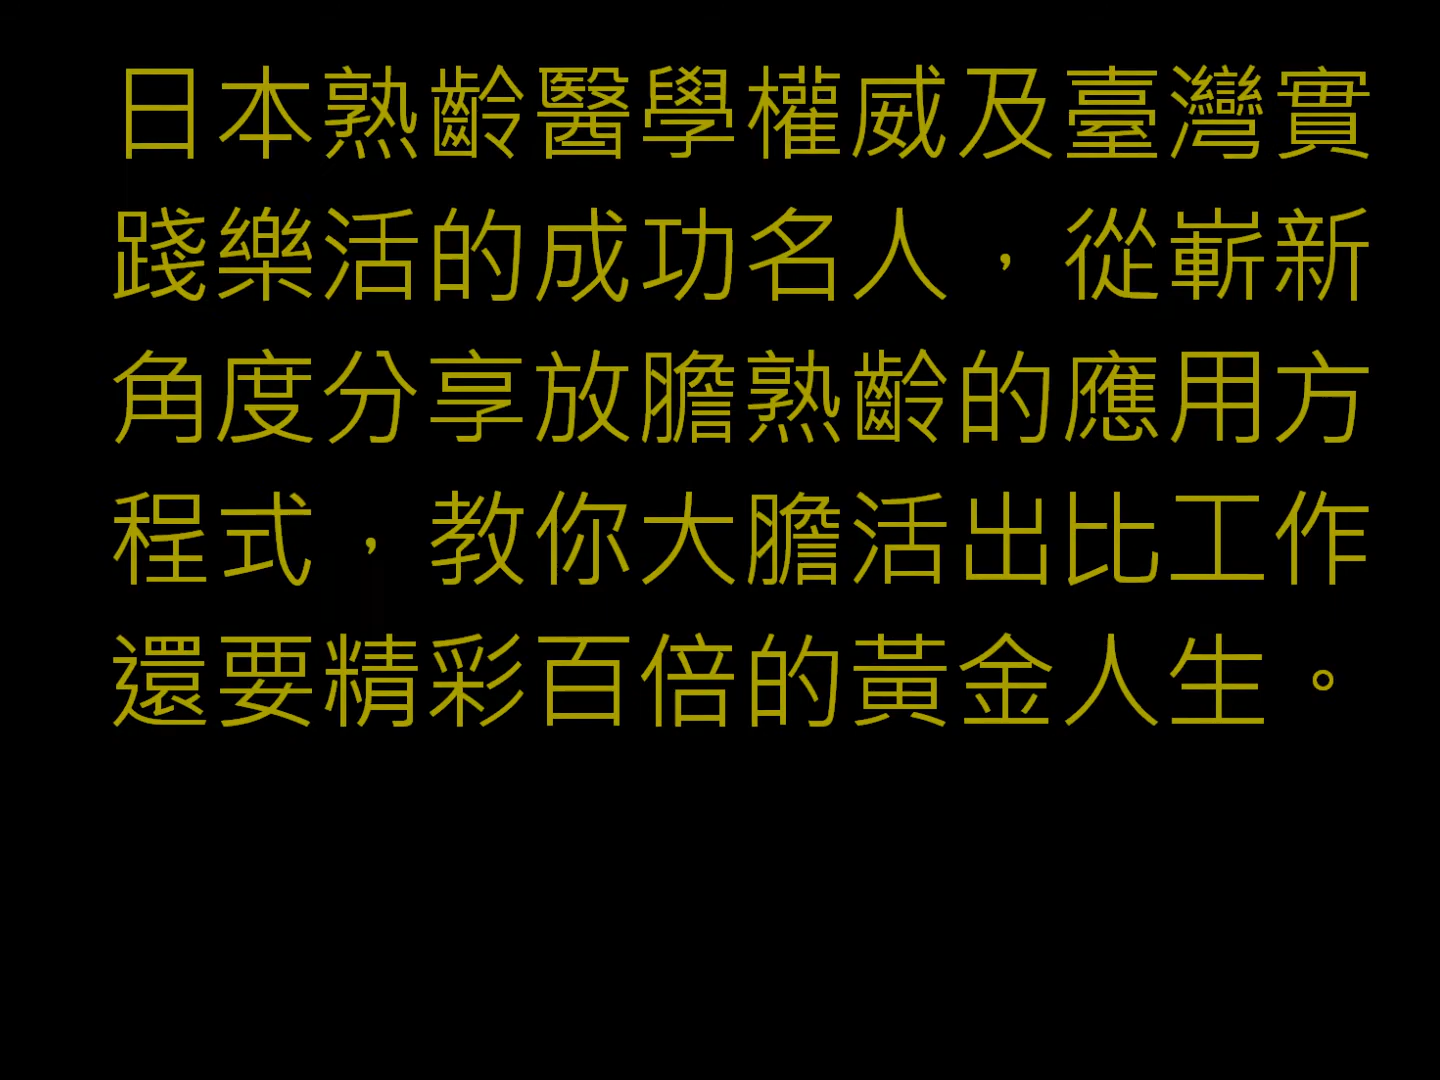 日本熟齡醫學權威及臺灣實
踐樂活的成功名人，從嶄新
角度分享放膽熟齡的應用方
程式，教你大膽活出比工作
還要精彩百倍的黃金人生。